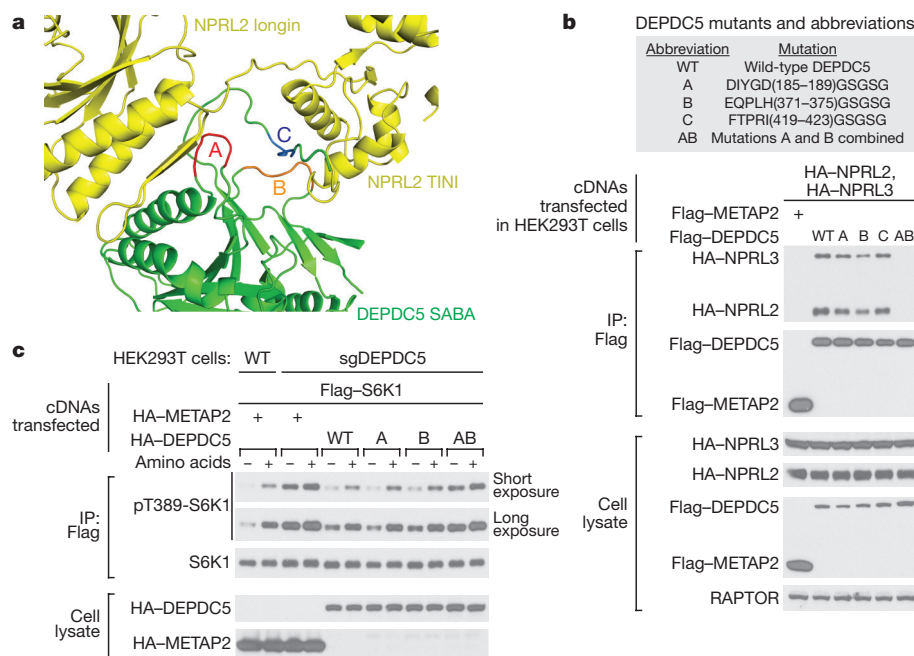 a
NPRL2 longin
A
C
B
NPRL2 TINI
DEPDC5 SABA
b
DEPDC5 mutants and abbreviations
Abbreviation Mutation
WT Wild-type DEPDC5
A DIYGD(185–189)GSGSG
B EQPLH(371–375)GSGSG
C FTPRI(419–423)GSGSG
AB Mutations A and B combined
cDNAs
transfected
in HEK293T cells
HA–NPRL2,
HA–NPRL3
Flag–METAP2 +
Flag–DEPDC5 WT A B C AB
IP:
Flag
HA-NPRL3
HA-NPRL2
Flag–DEPDC5
Flag–METAP2
Cell
lysate
HA–NPRL3
HA–NPRL2
Flag–DEPDC5
Flag–METAP2
RAPTOR
c
HEK293T cells: WT sgDEPDC5
cDNAs
transfected
Flag–S6K1
HA–METAP2 + +
HA–DEPDC5 WT A B AB
Amino acids – + – + – + – + – + – +
IP:
Flag
pT389-S6K1
Short
exposure
Long
exposure
S6K1
Cell
lysate
HA–DEPDC5
HA–METAP2